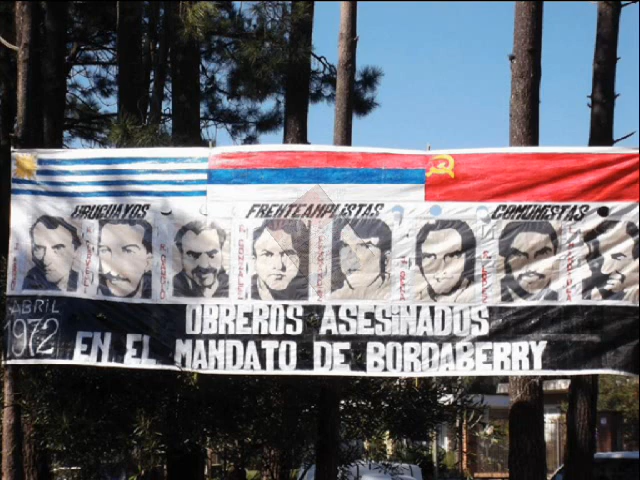 URUGUAYOS FRENTEAMPLISTAS COMUNISTAS
ABRIL
1972
OBREROS ASESINADOS
EN EL MANDATO DE BORDABERRY